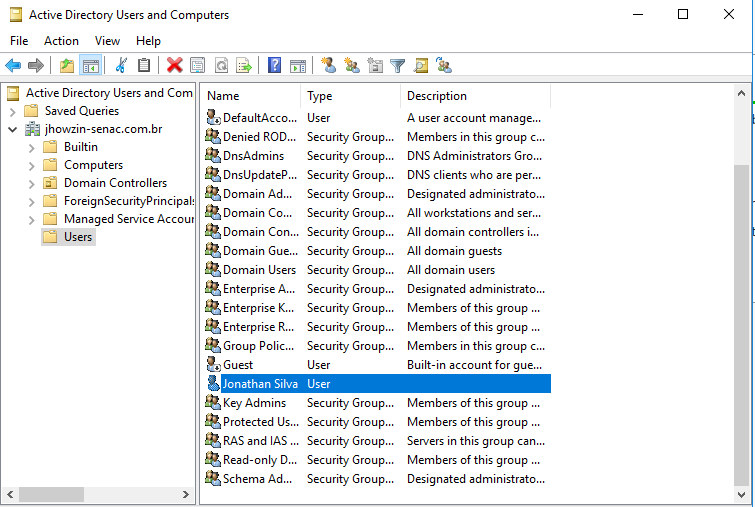 Active Directory Users and Computers
File Action View Help
Active Directory Users and Com
Saved Queries
jhowzin-senac.com.br
Builtin
Computers
Domain Controllers
ForeignSecurityPrincipals
Managed Service Accour
Users
Name Type Description
DefaultAcco... User A user account manage...
Denied ROD... Security Group... Members in this group c...
DnsAdmins Security Group... DNS Administrators Gro...
DnsUpdateP... Security Group... DNS clients who are per...
Domain Ad... Security Group... Designated administrato...
Domain Co... Security Group... All workstations and ser...
Domain Con... Security Group... All domain controllers i...
Domain Gue... Security Group... All domain guests
Domain Users Security Group... All domain users
Enterprise A... Security Group... Designated administrato...
Enterprise K... Security Group... Members of this group ...
Enterprise R... Security Group... Members of this group ...
Group Polic... Security Group... Members in this group c...
Guest User Built-in account for gue...
Jonathan Silva User
Key Admins Security Group... Members of this group ...
Protected Us... Security Group... Members of this group ...
RAS and IAS ... Security Group... Servers in this group can...
Read-only D... Security Group... Members of this group ...
Schema Ad... Security Group... Designated administrato...